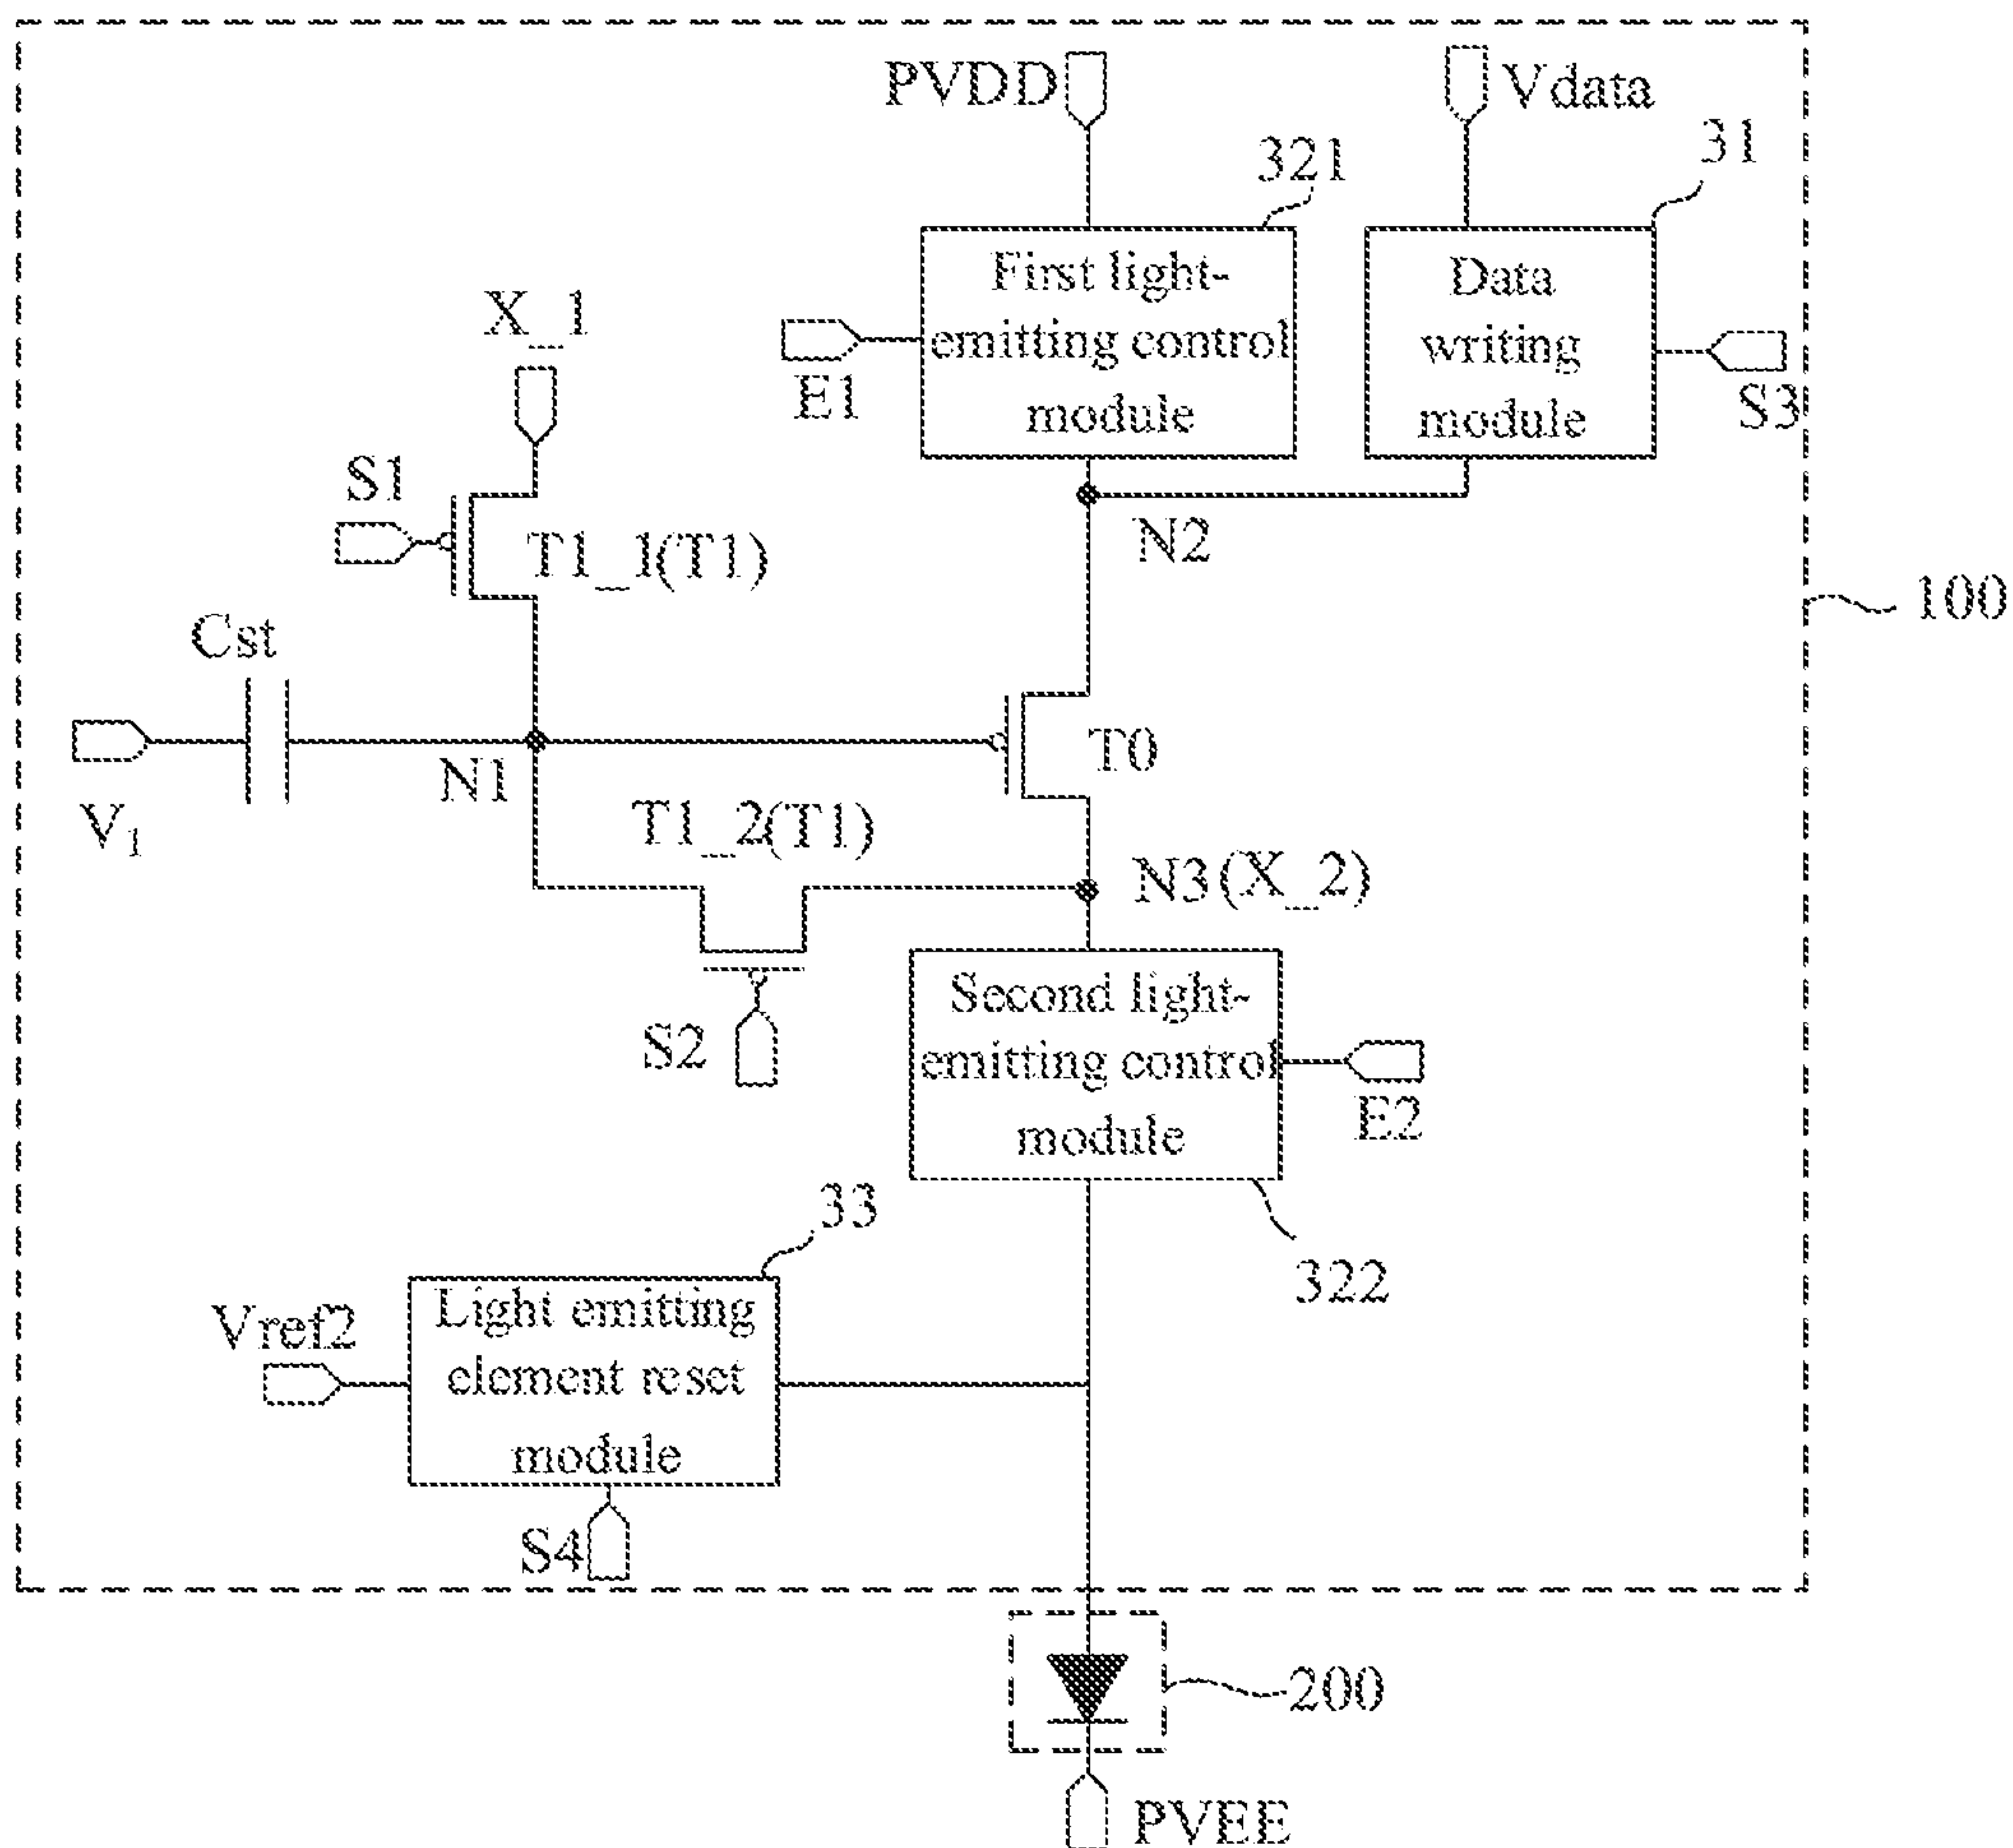 PVDD
Vdata
321
31
First light-
emitting control
module
Data
writing
module
X_1
E1
S3
S1
T1_1(T1)
N2
100
Cst
N1
T0
V1
T1_2(T1)
N3(X_2)
Second light-
emitting control
module
S2
E2
33
322
Vref2
Light emitting
element reset
module
S4
200
PVEE